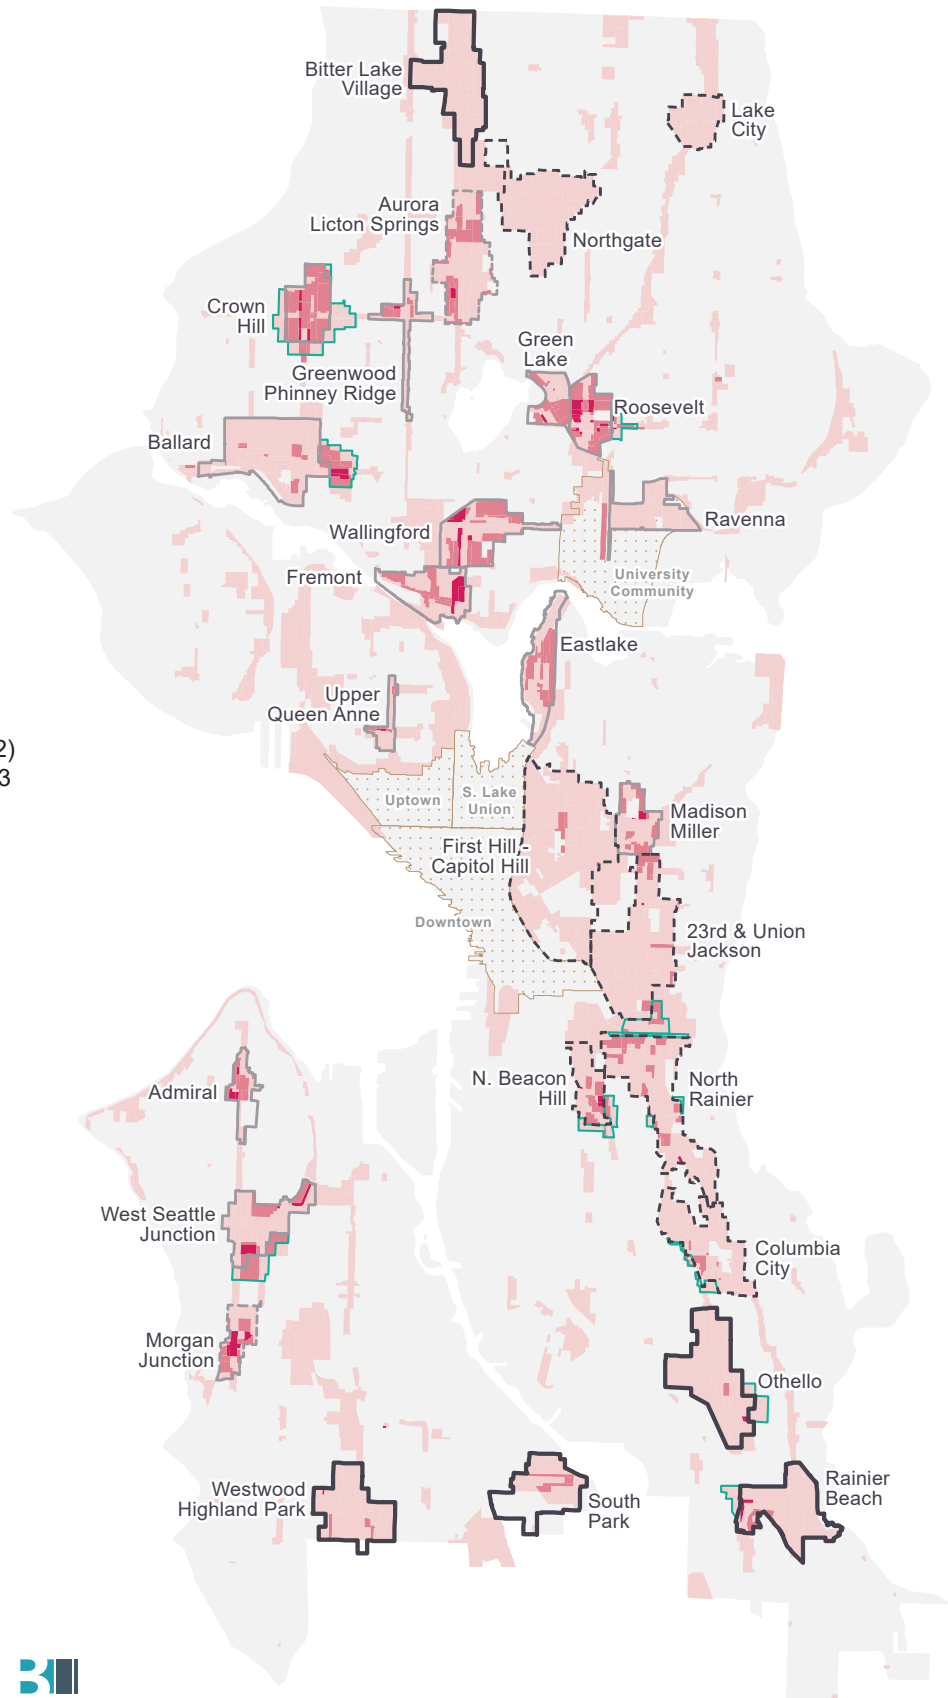 Bitter Lake
Village
Lake
City
Aurora
Licton Springs
Northgate
Crown
Hill
Green
Lake
Greenwood
Phinney Ridge
Roosevelt
Ballard
Ravenna
Wallingford
Fremont
University
Community
Eastlake
Upper
Queen Anne
2)
3
Uptown
S. Lake
Union
Madison
Miller
First Hill -
Capitol Hill
Downtown
23rd & Union
Jackson
N. Beacon
Hill
North
Rainier
Admiral
West Seattle
Junction
Columbia
City
Morgan
Junction
Othello
Westwood
Highland Park
South
Park
Rainier
Beach